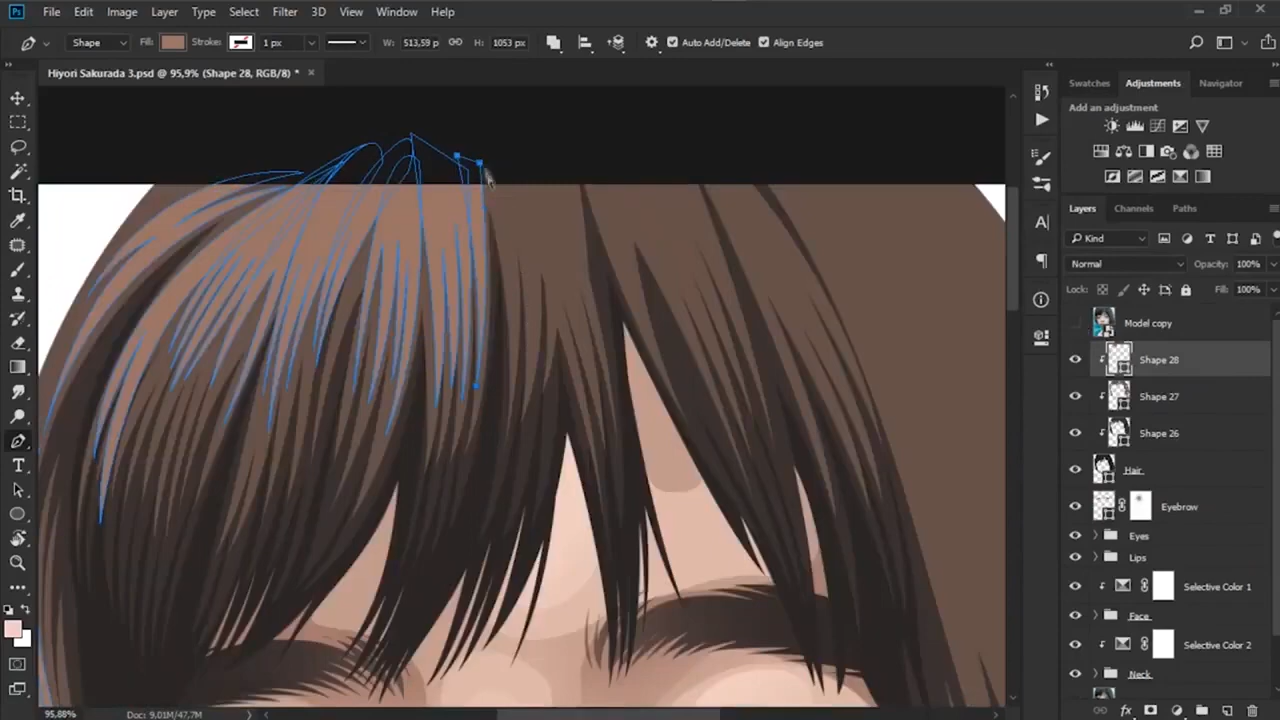 Ps File Edit Image Layer Type Select Filter 3D View Window Help
Shape Fill: Stroke: 1 px W: 513,59 p H: 1053 px Auto Add/Delete Align Edges
Hiyori Sakurada 3.psd @ 95,9% (Shape 28, RGB/8) *
Swatches Adjustments Navigator
Add an adjustment
Layers Channels Paths
Kind
Normal Opacity: 100%
Lock: Fill: 100%
Model copy
Shape 28
Shape 27
Shape 26
Hair
Eyebrow
Eyes
Lips
Selective Color 1
Face
Selective Color 2
Neck
95,88% Doc: 9,01M/47,7M